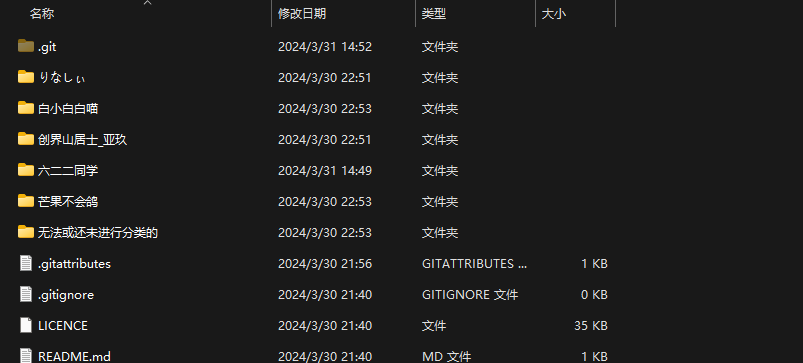 名称 修改日期 类型 大小
.git 2024/3/31 14:52 文件夹
りなしぃ 2024/3/30 22:51 文件夹
白小白白喵 2024/3/30 22:53 文件夹
创界山居士_亚玖 2024/3/30 22:51 文件夹
六二二同学 2024/3/31 14:49 文件夹
芒果不会鸽 2024/3/30 22:53 文件夹
无法或还未进行分类的 2024/3/30 22:53 文件夹
.gitattributes 2024/3/30 21:56 GITATTRIBUTES ... 1 KB
.gitignore 2024/3/30 21:40 GITIGNORE 文件 0 KB
LICENCE 2024/3/30 21:40 文件 35 KB
README.md 2024/3/30 21:40 MD 文件 1 KB